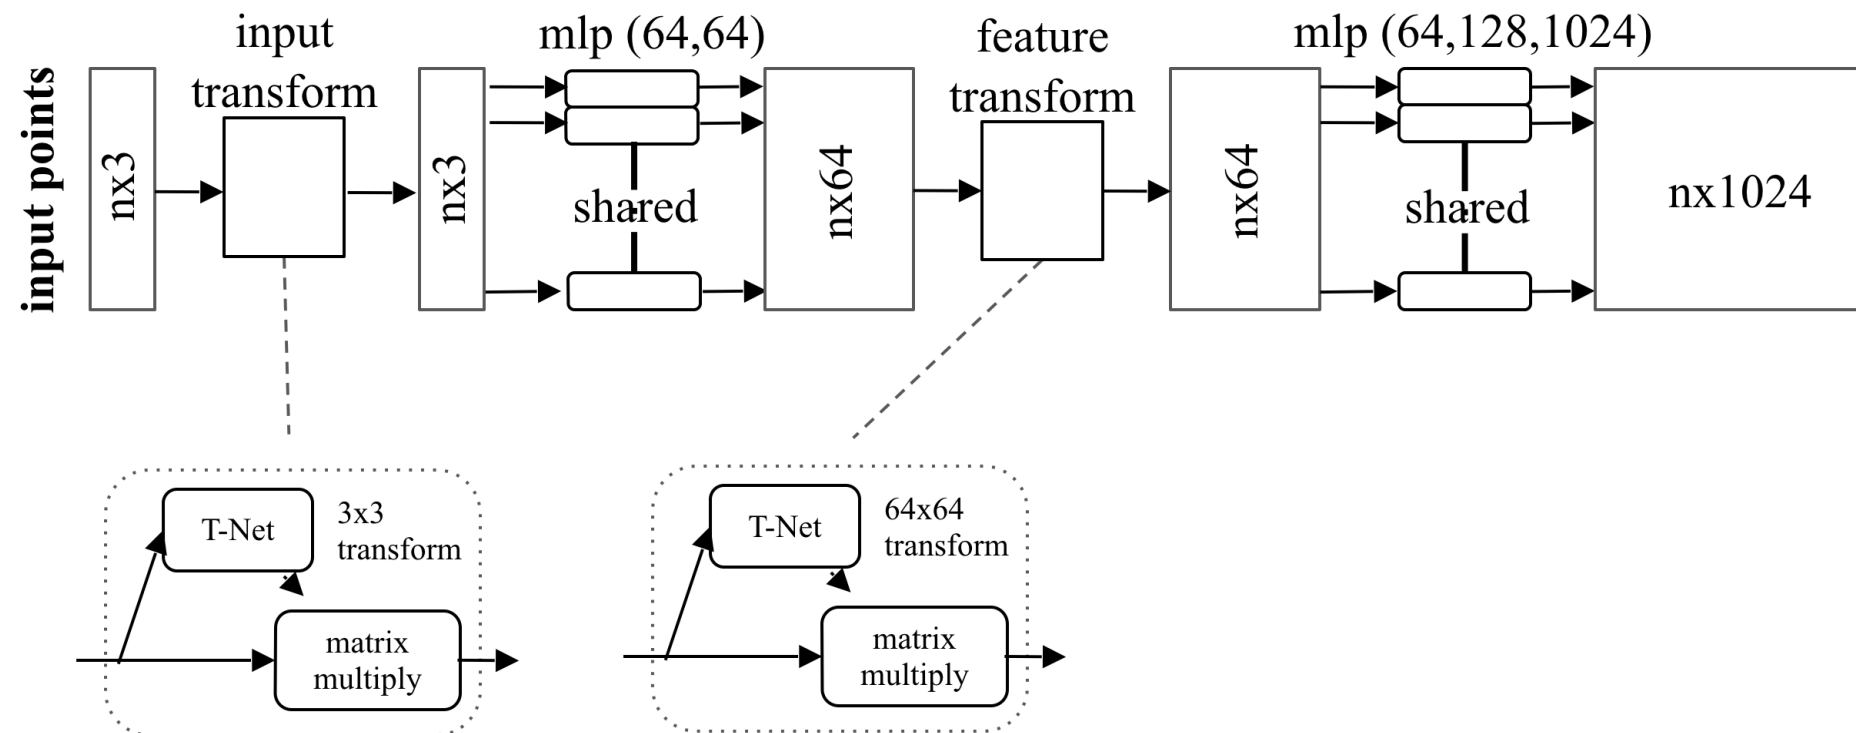 input
transform
mlp (64,64)
feature
transform
mlp (64,128,1024)
input points
nx3
nx3
shared
nx64
nx64
shared
nx1024
T-Net
3x3
transform
matrix
multiply
T-Net
64x64
transform
matrix
multiply